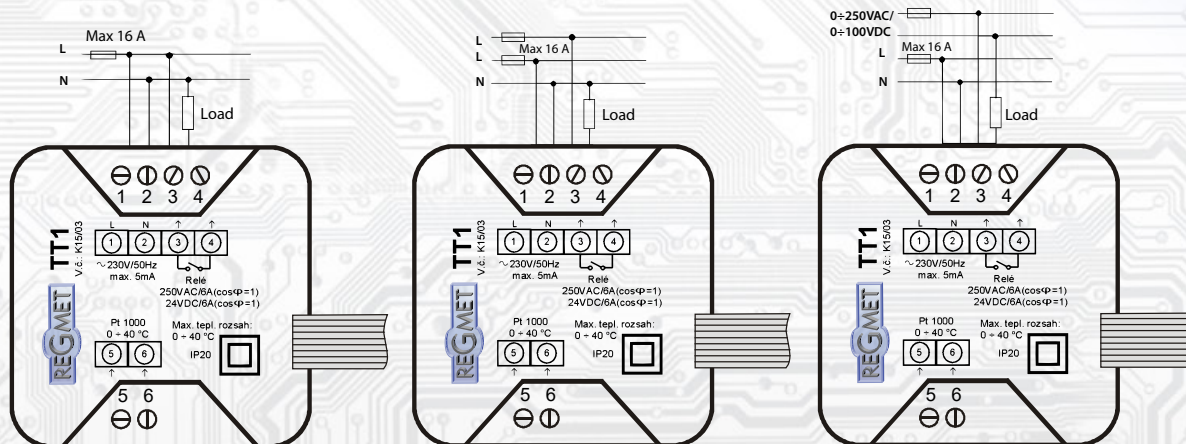 Max 16 A
L
N
Load
1 2 3 4
TT1
V.č.: K15/03
L N ↑ ↑
1 2 3 4
~ 230V/50Hz
max. 5mA
Relé
250VAC/6A(cosφ=1)
24VDC/6A(cosφ=1)
REGMET
Pt 1000
0 ÷ 40 °C
Max. tepl. rozsah:
0 ÷ 40 °C
5 6
IP20
↑ ↑
5 6
L
Max 16 A
L
N
Load
1 2 3 4
TT1
V.č.: K15/03
L N ↑ ↑
1 2 3 4
~ 230V/50Hz
max. 5mA
Relé
250VAC/6A(cosφ=1)
24VDC/6A(cosφ=1)
REGMET
Pt 1000
0 ÷ 40 °C
Max. tepl. rozsah:
0 ÷ 40 °C
5 6
IP20
↑ ↑
5 6
0÷250VAC/
0÷100VDC
L
Max 16 A
N
Load
1 2 3 4
TT1
V.č.: K15/03
L N ↑ ↑
1 2 3 4
~ 230V/50Hz
max. 5mA
Relé
250VAC/6A(cosφ=1)
24VDC/6A(cosφ=1)
REGMET
Pt 1000
0 ÷ 40 °C
Max. tepl. rozsah:
0 ÷ 40 °C
5 6
IP20
↑ ↑
5 6